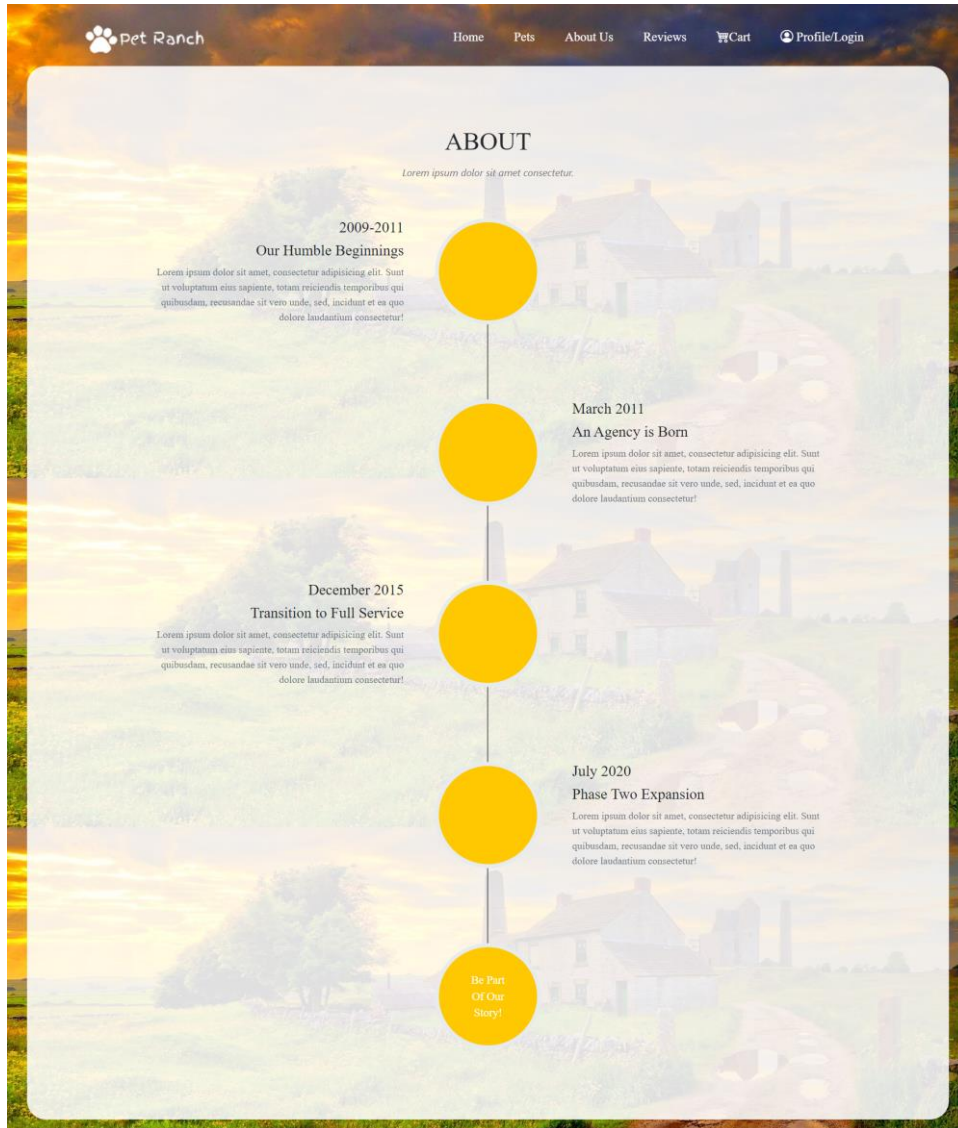 Pet Ranch
Home
Pets
About Us
Reviews
Cart
Profile/Login
ABOUT
Lorem ipsum dolor sit amet consectetur.
2009-2011
Our Humble Beginnings
Lorem ipsum dolor sit amet, consectetur adipisicing elit. Sunt
ut voluptatum eius sapiente, totam reiciendis temporibus qui
quibusdam, recusandae sit vero unde, sed, incidunt et ea quo
dolore laudantium consectetur!
March 2011
An Agency is Born
Lorem ipsum dolor sit amet, consectetur adipisicing elit. Sunt
ut voluptatum eius sapiente, totam reiciendis temporibus qui
quibusdam, recusandae sit vero unde, sed, incidunt et ea quo
dolore laudantium consectetur!
December 2015
Transition to Full Service
Lorem ipsum dolor sit amet, consectetur adipisicing elit. Sunt
ut voluptatum eius sapiente, totam reiciendis temporibus qui
quibusdam, recusandae sit vero unde, sed, incidunt et ea quo
dolore laudantium consectetur!
July 2020
Phase Two Expansion
Lorem ipsum dolor sit amet, consectetur adipisicing elit. Sunt
ut voluptatum eius sapiente, totam reiciendis temporibus qui
quibusdam, recusandae sit vero unde, sed, incidunt et ea quo
dolore laudantium consectetur!
Be Part
Of Our
Story!